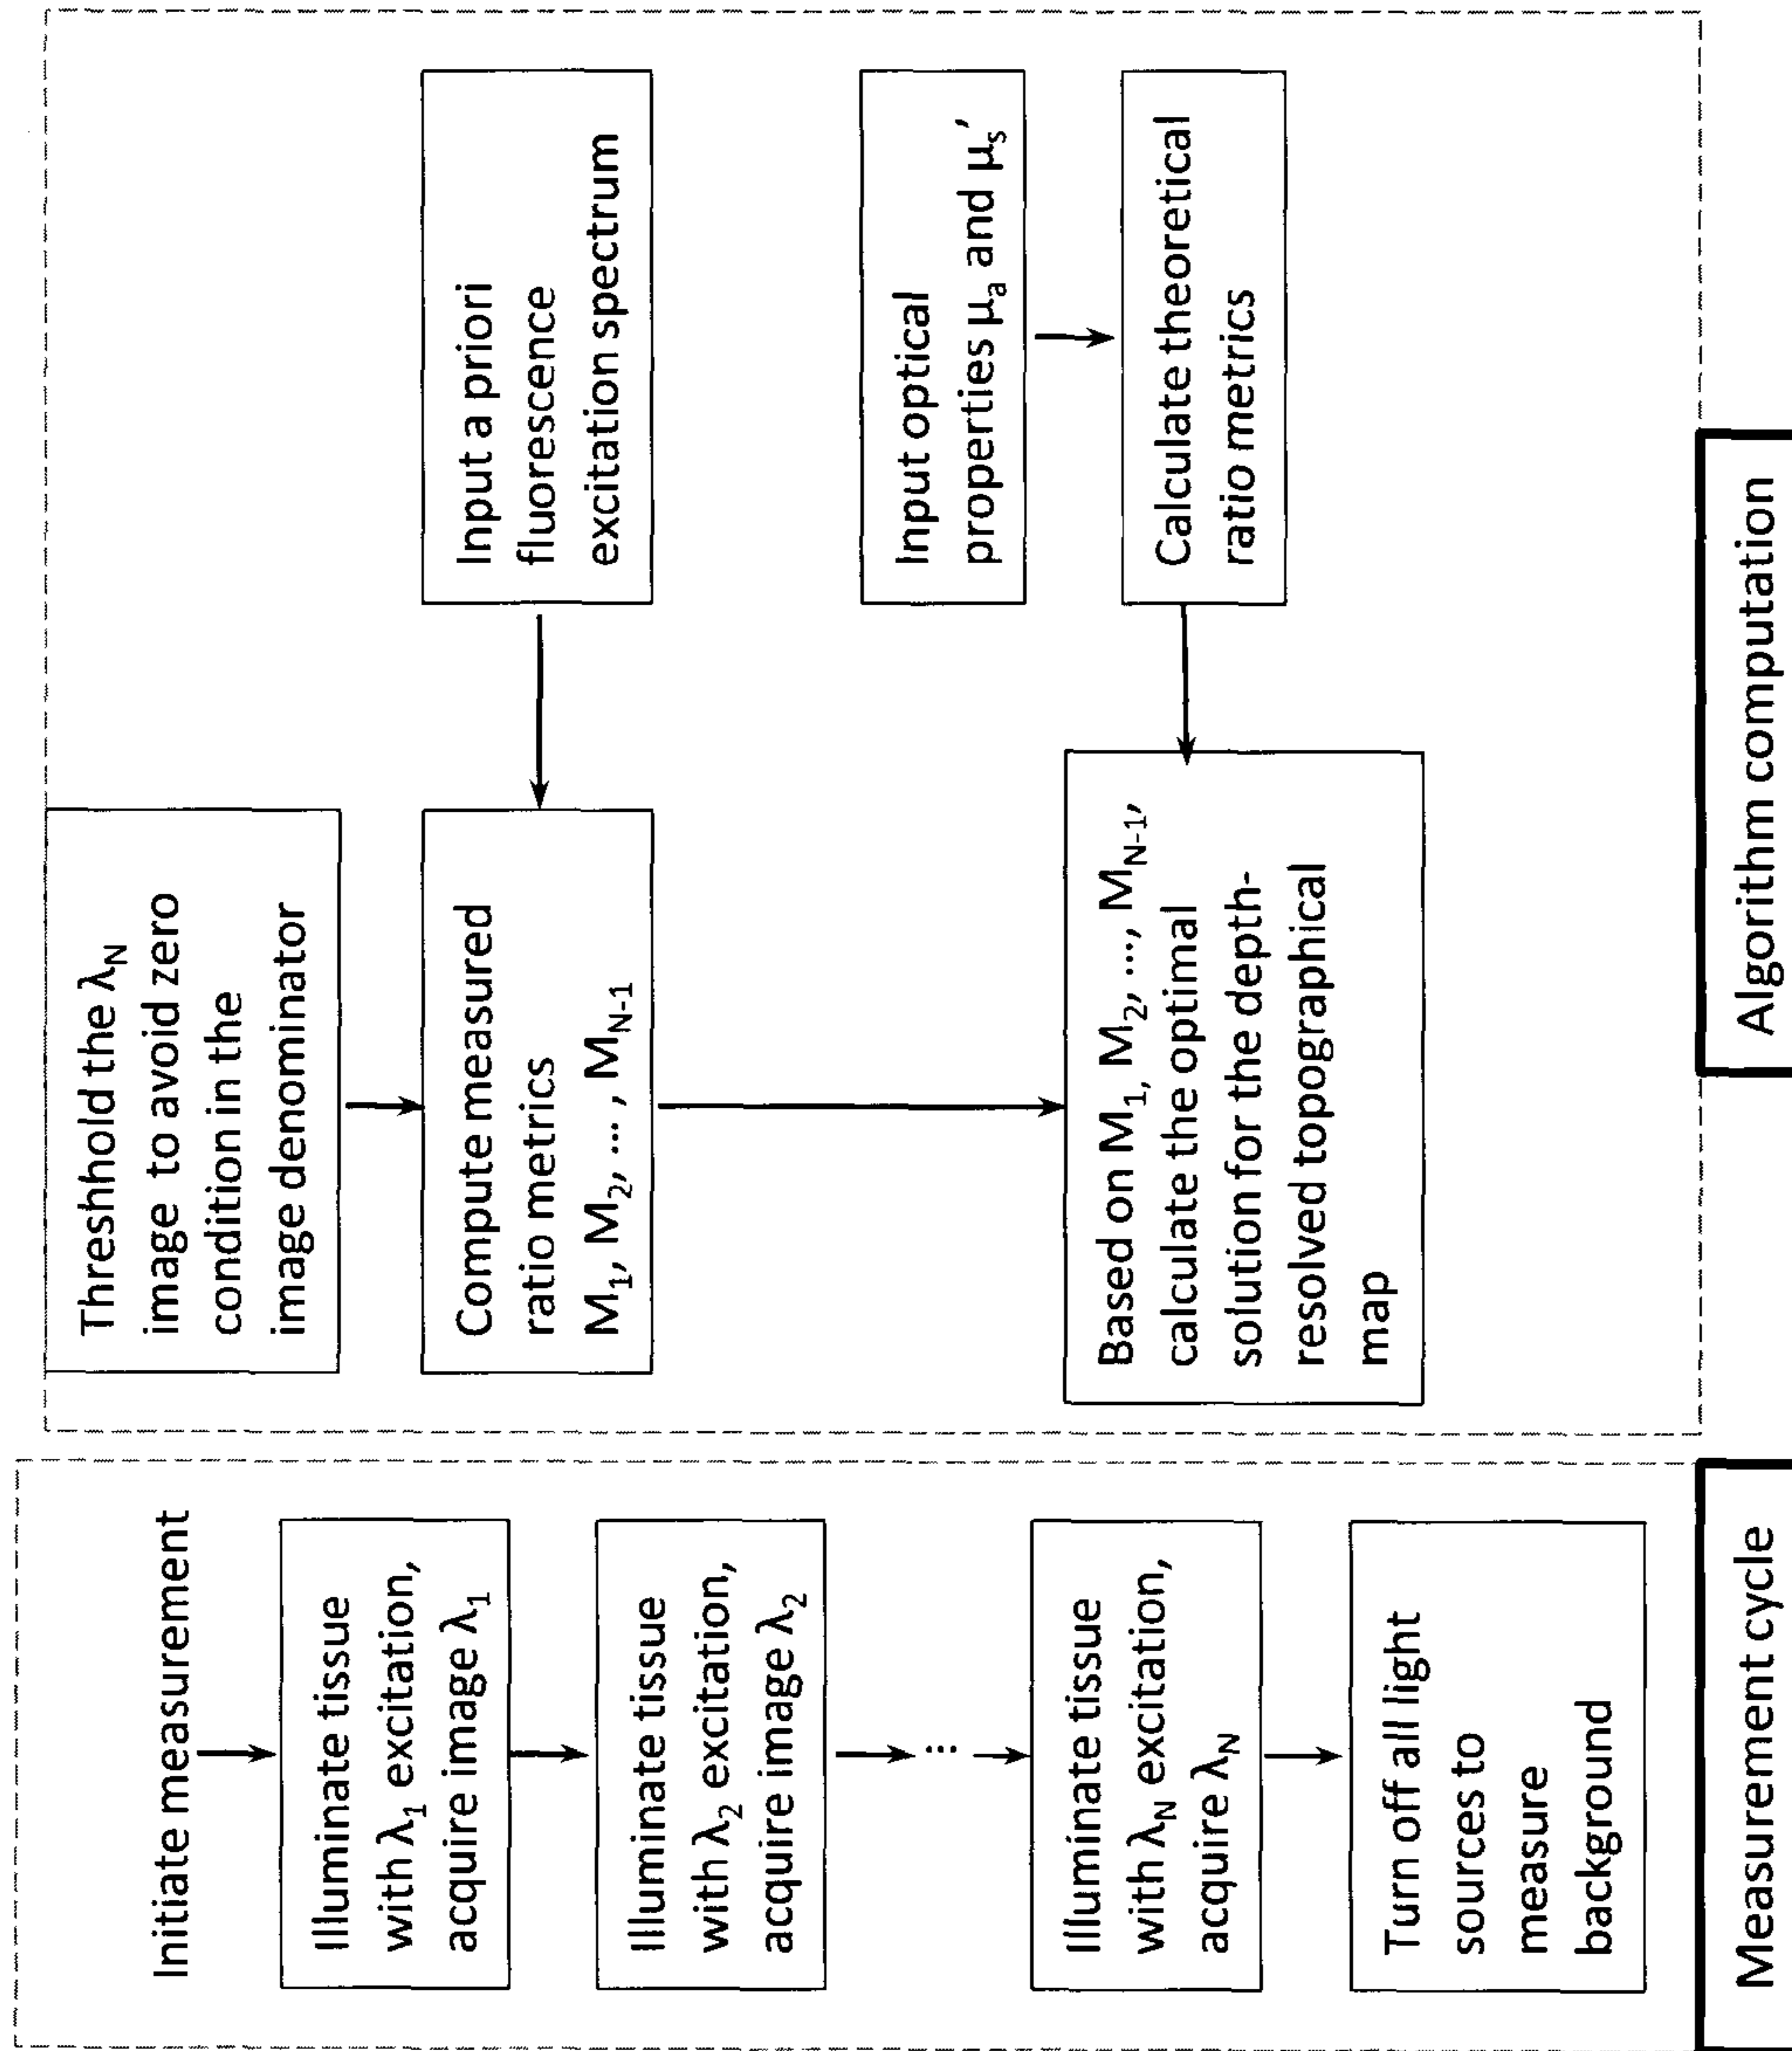 Initiate measurement
Illuminate tissue
with λ₁ excitation,
acquire image λ₁
Illuminate tissue
with λ₂ excitation,
acquire image λ₂
...
Illuminate tissue
with λN excitation,
acquire λN
Turn off all light
sources to
measure
background
Measurement cycle
Threshhold the λN
image to avoid zero
condition in the
image denominator
Compute measured
ratio metrics
M₁, M₂, ... , MN-1
Input a priori
fluorescence
excitation spectrum
Based on M₁, M₂, ..., MN-1,
calculate the optimal
solution for the depth-
resolved topographical
map
Input optical
properties μa and μs'
Calculate theoretical
ratio metrics
Algorithm computation